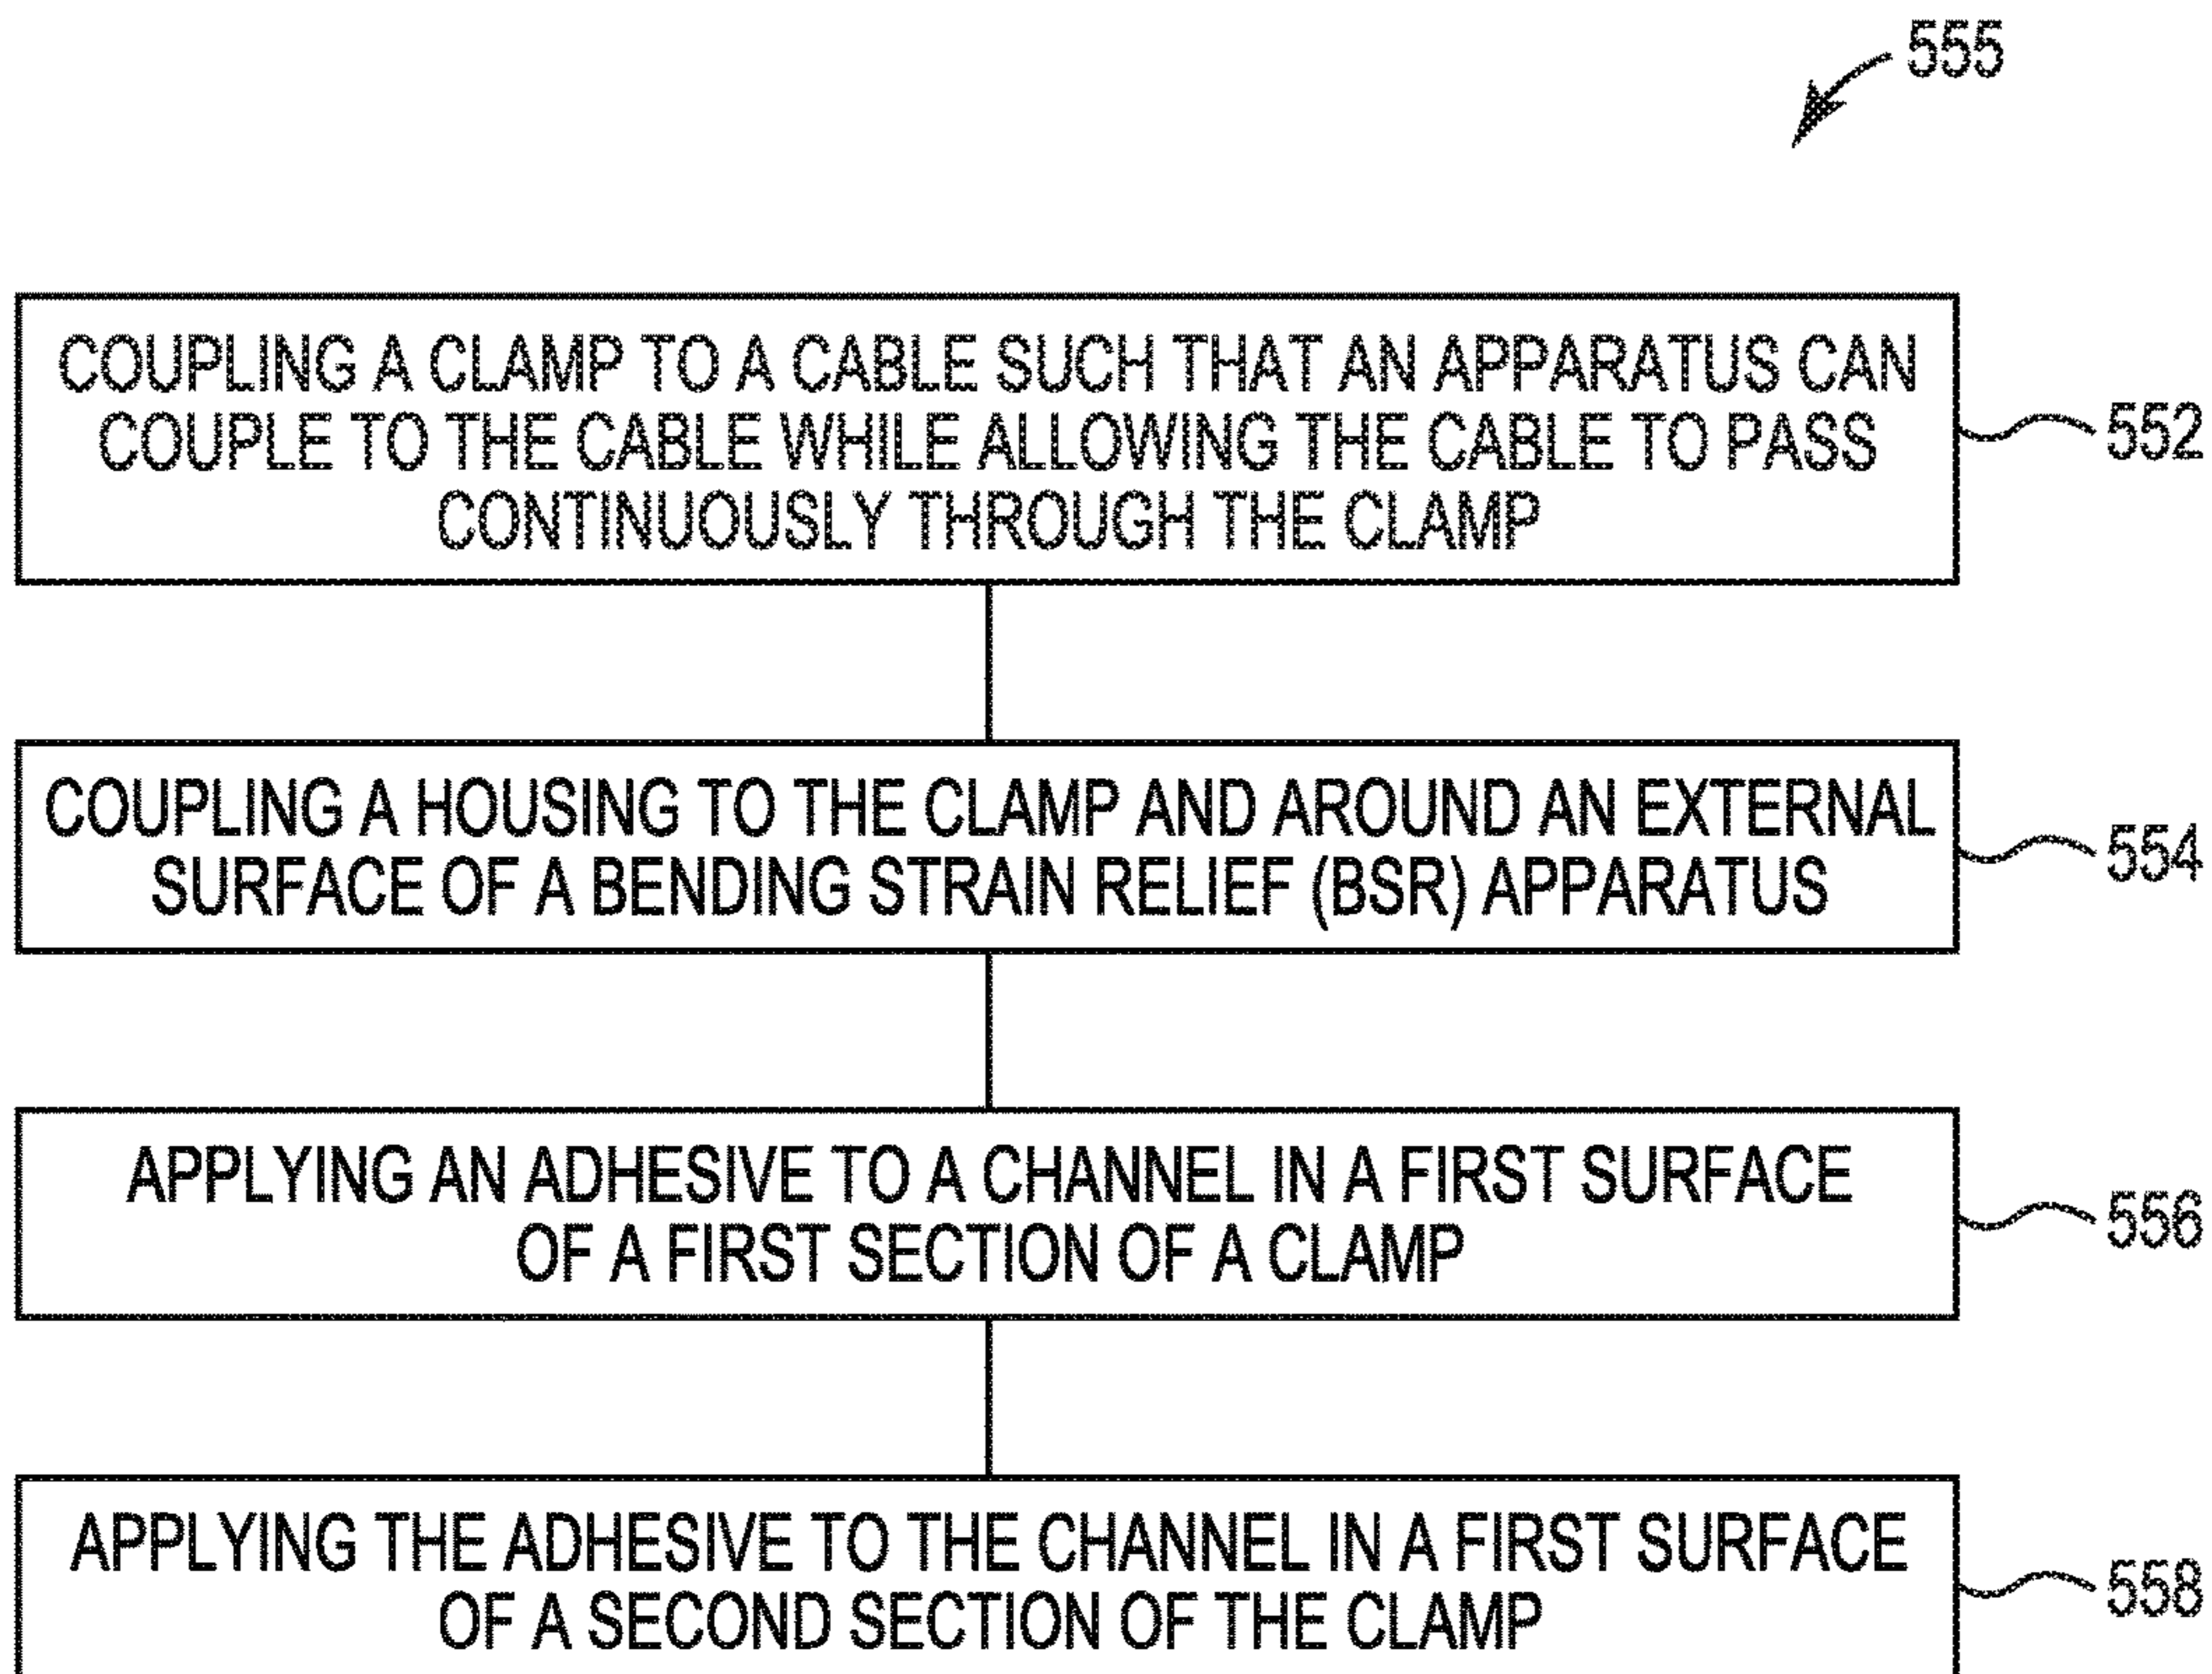 555
COUPLING A CLAMP TO A CABLE SUCH THAT AN APPARATUS CAN
COUPLE TO THE CABLE WHILE ALLOWING THE CABLE TO PASS
CONTINUOUSLY THROUGH THE CLAMP
552
COUPLING A HOUSING TO THE CLAMP AND AROUND AN EXTERNAL
SURFACE OF A BENDING STRAIN RELIEF (BSR) APPARATUS
554
APPLYING AN ADHESIVE TO A CHANNEL IN A FIRST SURFACE
OF A FIRST SECTION OF A CLAMP
556
APPLYING THE ADHESIVE TO THE CHANNEL IN A FIRST SURFACE
OF A SECOND SECTION OF THE CLAMP
558